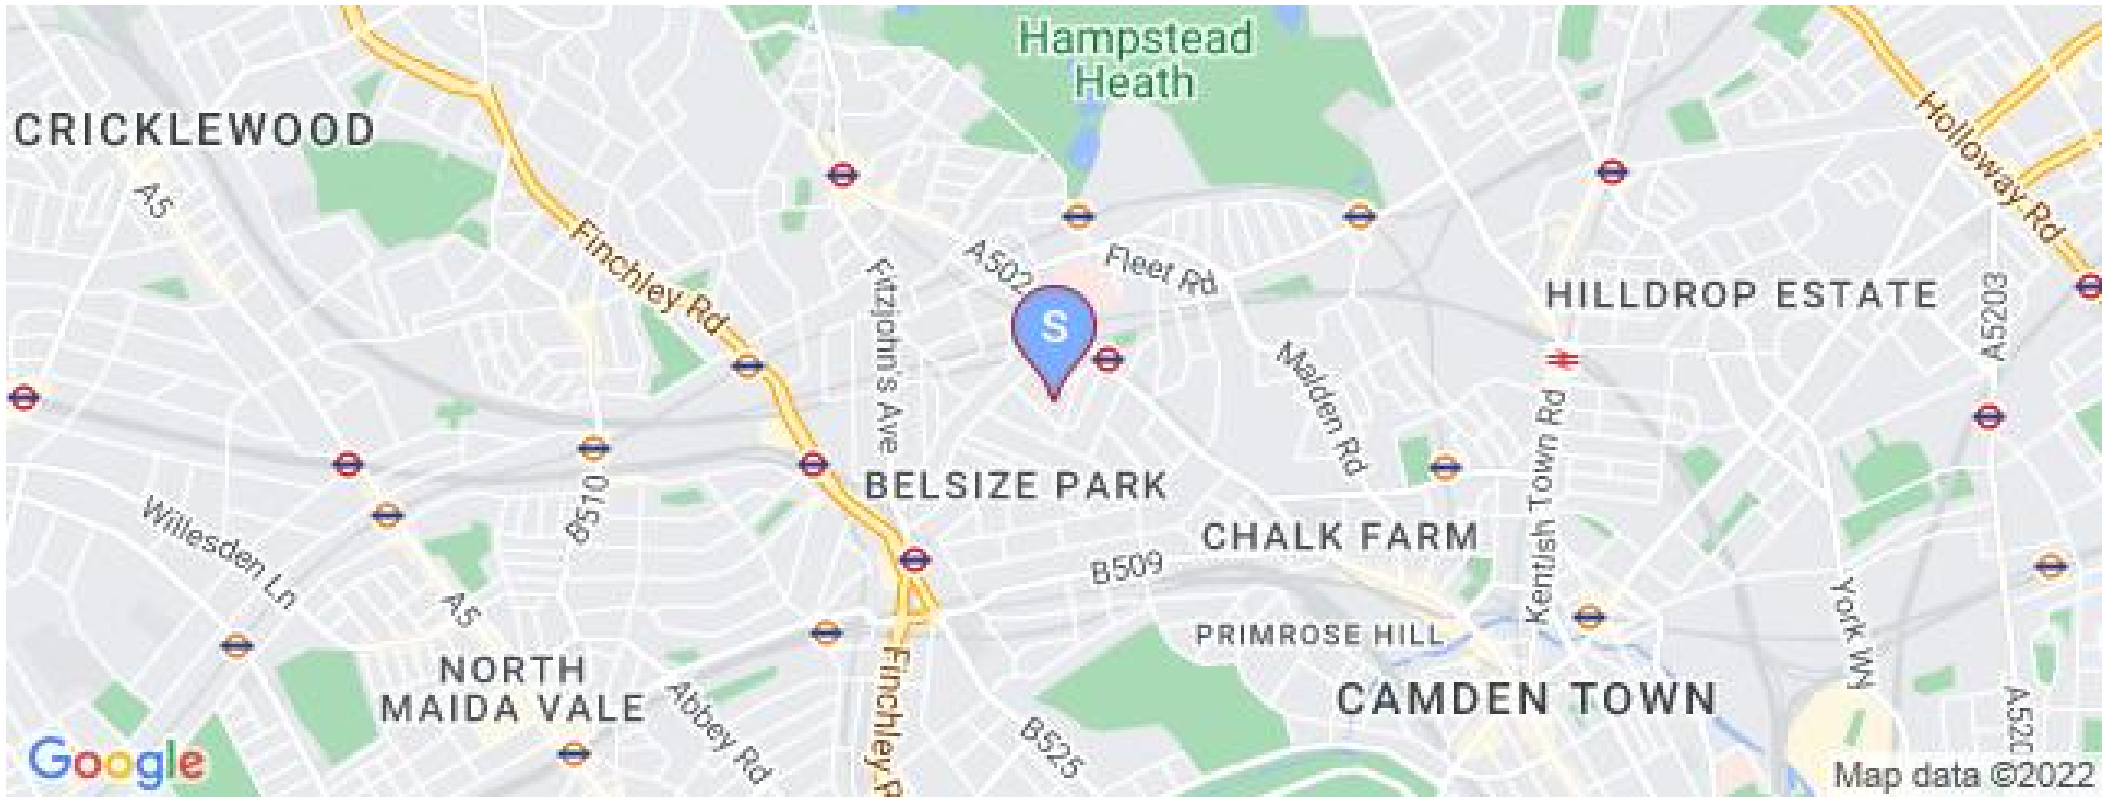 Hampstead
Heath
CRICKLEWOOD
Holloway Rd
A5
Finchley Rd
A502
Fleet Rd
Fitzjohn's Ave
HILLDROP ESTATE
A5203
S
Malden Rd
Kentish Town Rd
BELSIZE PARK
B510
Willesden Ln
CHALK FARM
B509
A5
York W
PRIMROSE HILL
NORTH
MAIDA VALE
Abbey Rd
Finchley R
CAMDEN TOWN
A520
B525
Google
Map data ©2022